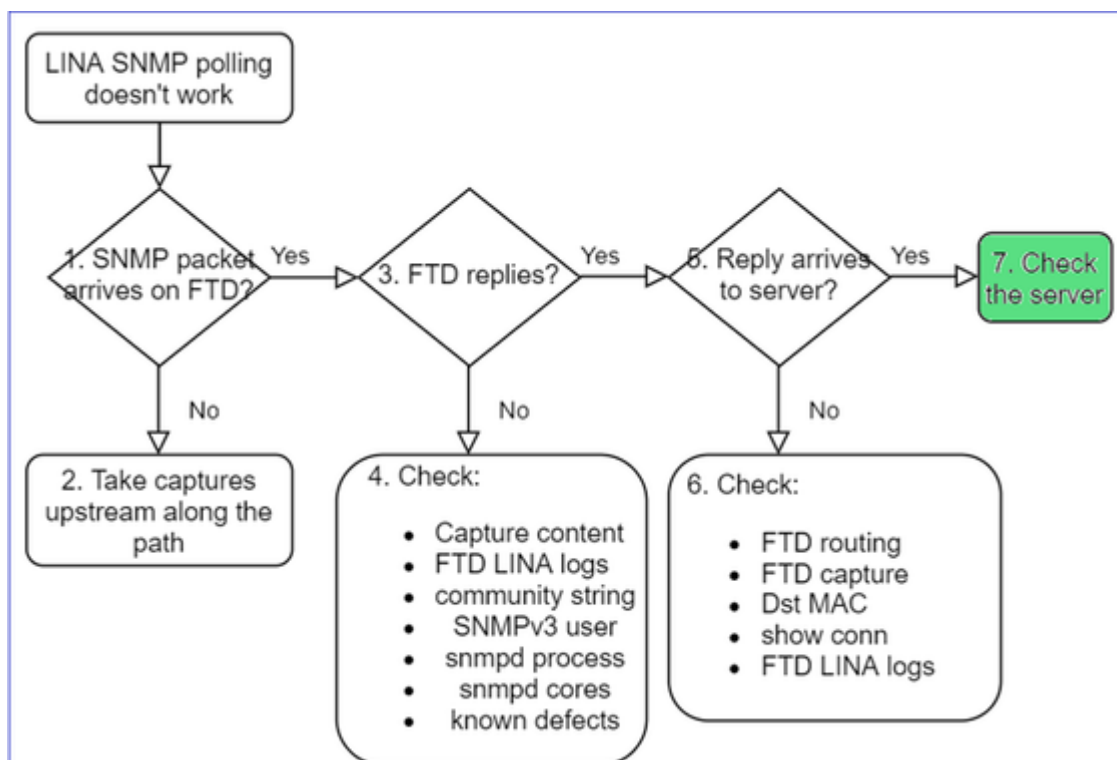 LINA SNMP polling
doesn't work
1. SNMP packet
arrives on FTD?
Yes
3. FTD replies?
Yes
5. Reply arrives
to server?
Yes
7. Check
the server
No
No
No
2. Take captures
upstream along the
path
4. Check:
• Capture content
• FTD LINA logs
• community string
• SNMPv3 user
• snmpd process
• snmpd cores
• known defects
6. Check:
• FTD routing
• FTD capture
• Dst MAC
• show conn
• FTD LINA logs